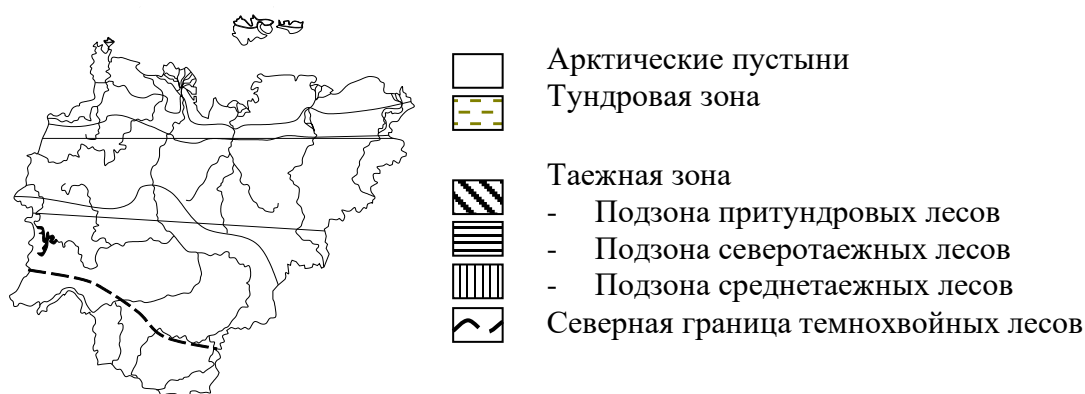 Арктические пустыни
Тундровая зона
Таежная зона
- Подзона притундровых лесов
- Подзона северотаежных лесов
- Подзона среднетаежных лесов
Северная граница темнохвойных лесов